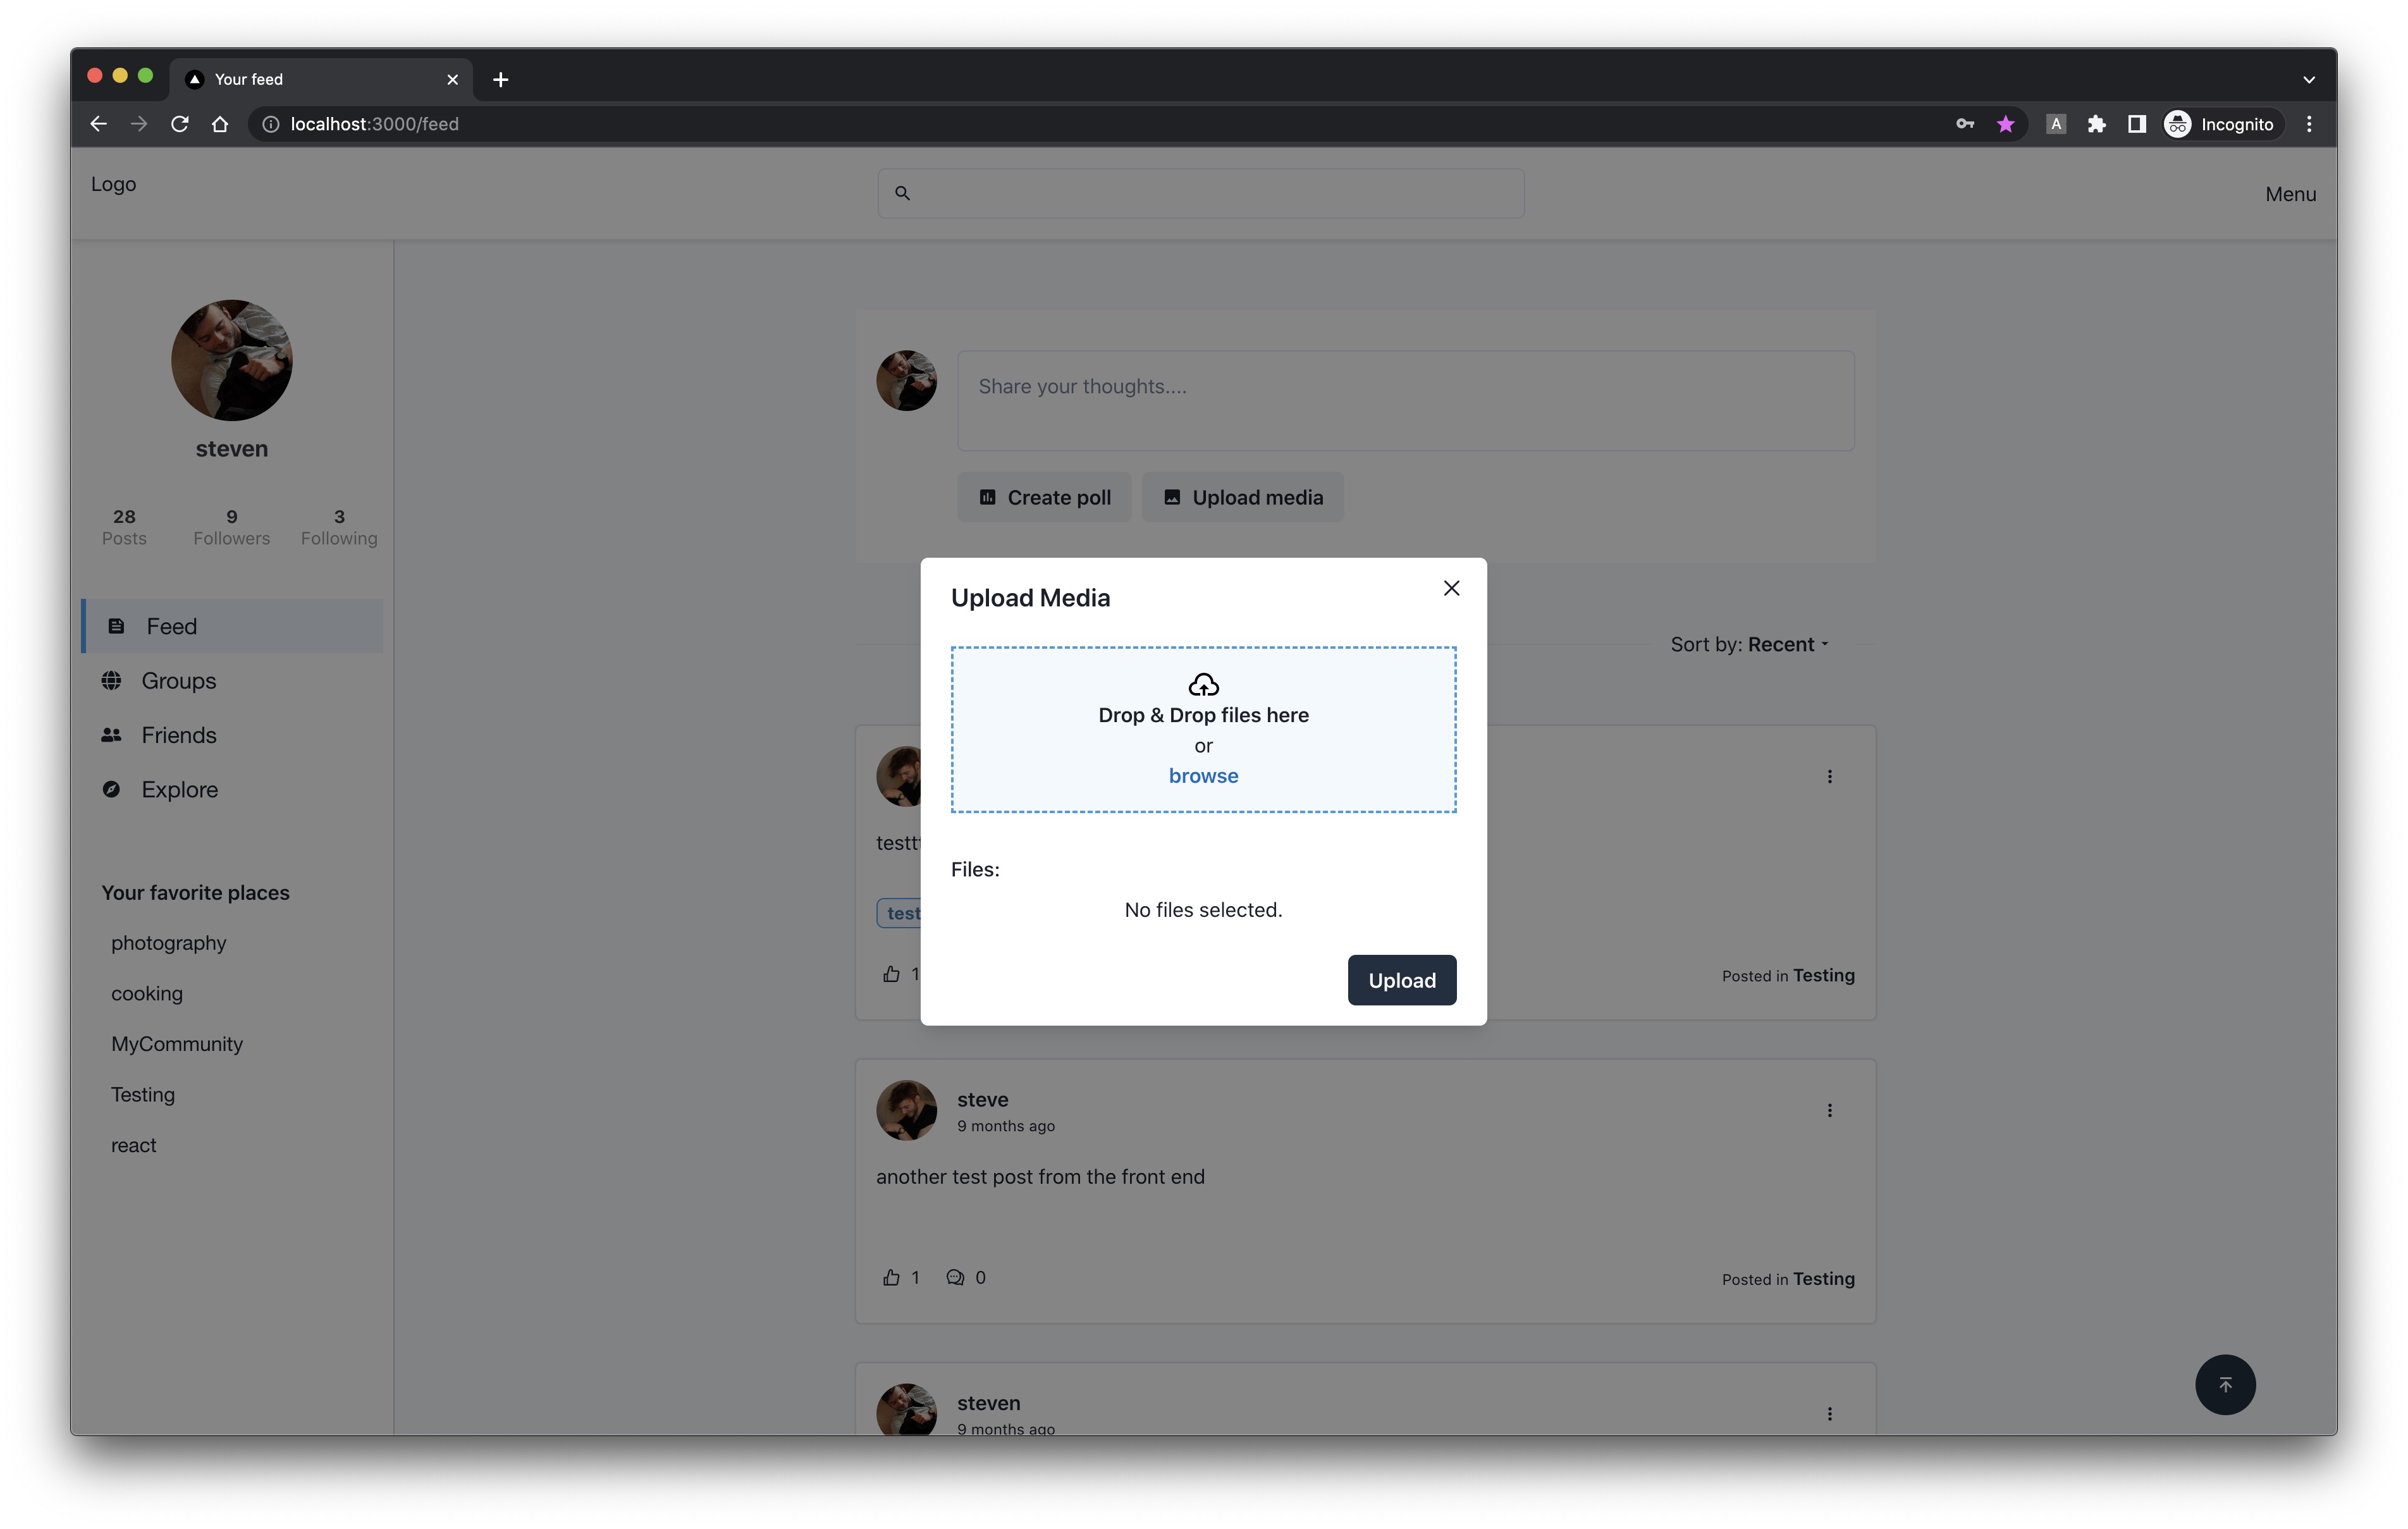 Your feed
localhost:3000/feed
A
Incognito
Logo
Menu
steven
28 9 3
Posts Followers Following
Share your thoughts....
Create poll Upload media
Feed
Groups
Friends
Explore
Your favorite places
photography
cooking
MyCommunity
Testing
react
Upload Media
Drop & Drop files here
or
browse
Files:
No files selected.
Upload
Sort by: Recent
test
1
Posted in Testing
steve
9 months ago
another test post from the front end
1 0
Posted in Testing
steven
9 months ago